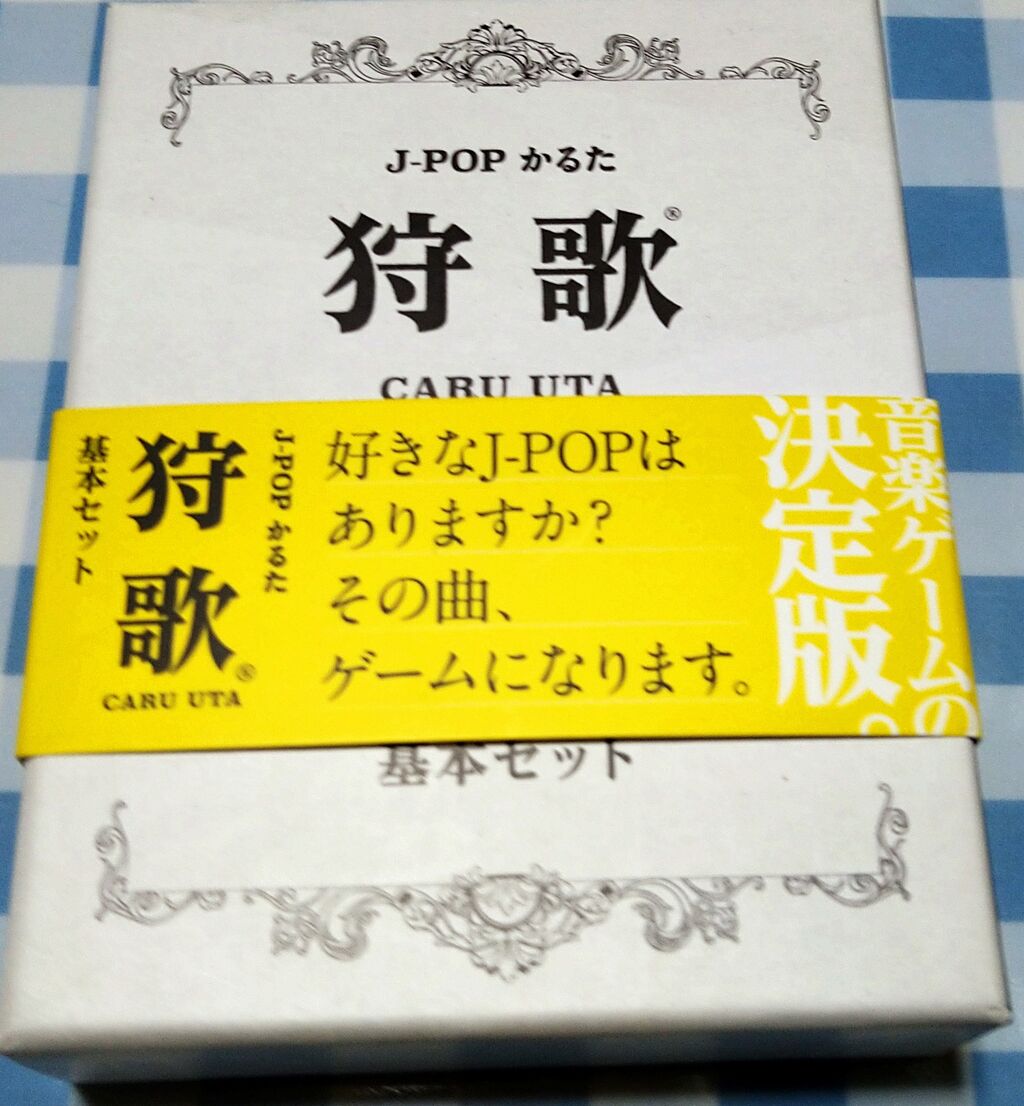 J-POP かるた
狩歌®
CARU UTA
音楽ゲームの
決定版。
好きなJ-POPは
ありますか?
その曲、
ゲームになります。
J-POP かるた
狩歌®
CARU UTA
基本セット
基本セット